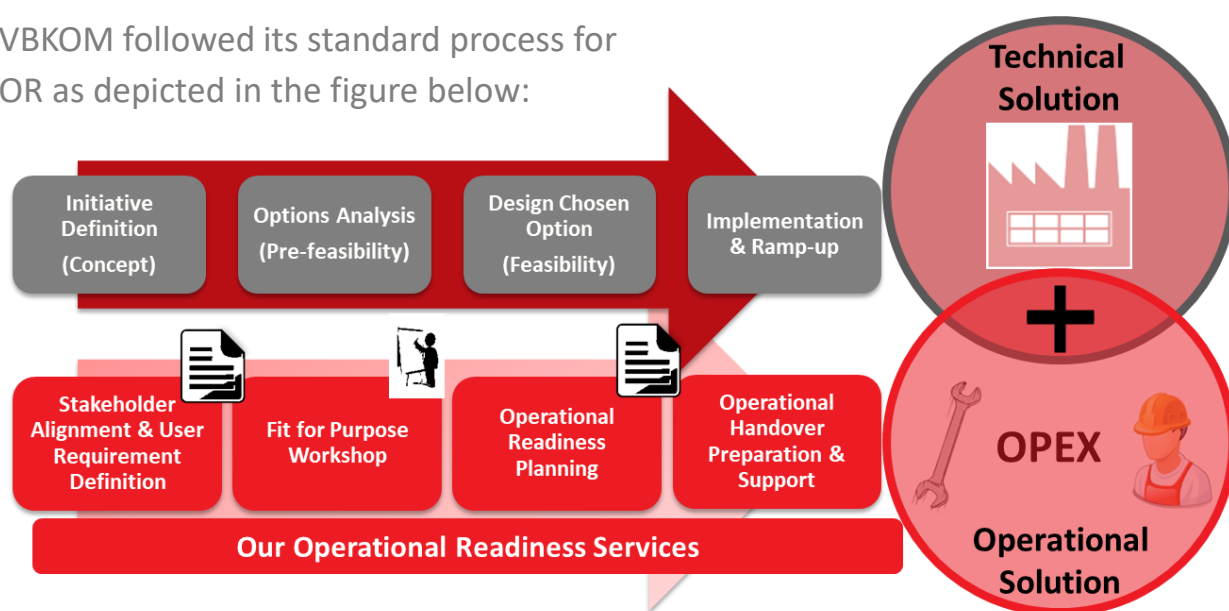 VBKOM followed its standard process for
OR as depicted in the figure below:
Technical
Solution
Initiative
Definition
(Concept)
Options Analysis
(Pre-feasibility)
Design Chosen
Option
(Feasibility)
Implementation
& Ramp-up
+
Stakeholder
Alignment & User
Requirement
Definition
Fit for Purpose
Workshop
Operational
Readiness
Planning
Operational
Handover
Preparation &
Support
OPEX
Operational
Solution
Our Operational Readiness Services